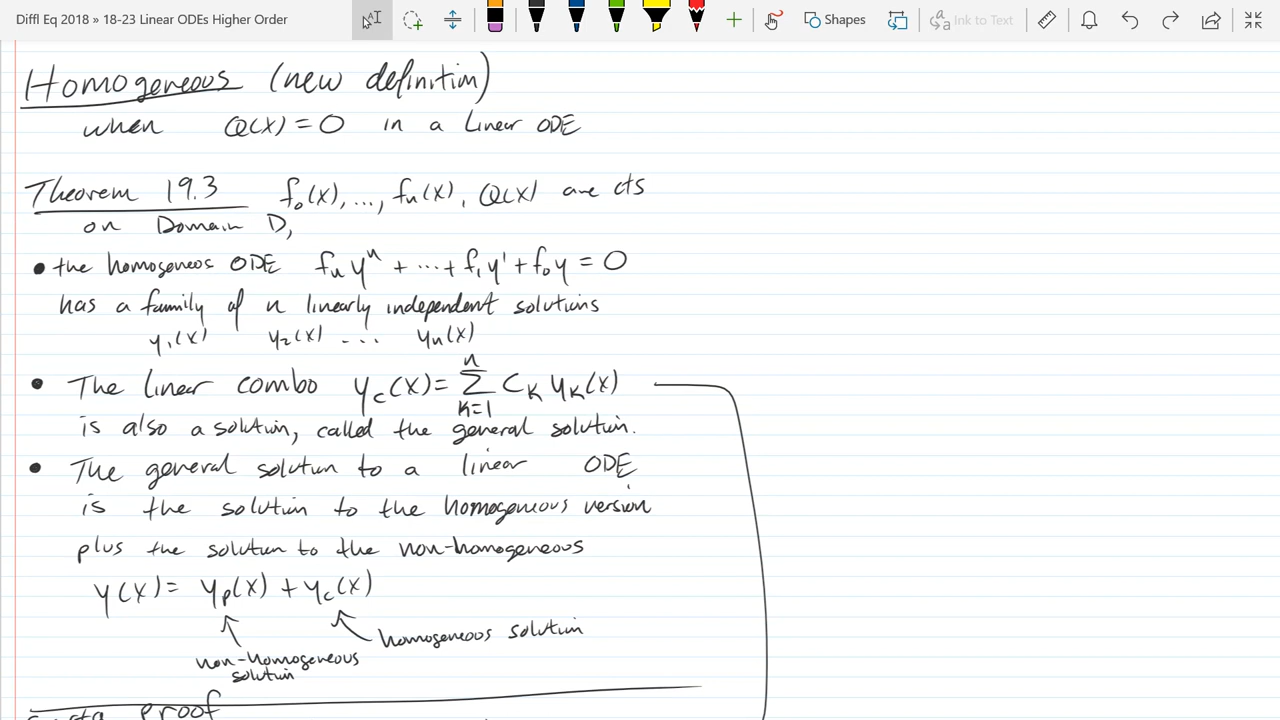 Diffl Eq 2018 » 18-23 Linear ODEs Higher Order
Shapes
Ink to Text
Homogeneous (new definition)
when Q(x) = 0 in a Linear ODE
Theorem 19.3 f₀(x), ..., fₙ(x), Q(x) are cts
on Domain D,
• the homogeneos ODE fₙyⁿ + ... + f₁y' + f₀y = 0
has a family of n linearly independent solutions
y₁(x) y₂(x) ... yₙ(x)
• The linear combo y_c(x) = Σ_{k=1}^{n} C_k y_k(x)
is also a solution, called the general solution.
• The general solution to a linear ODE
is the solution to the homogeneous version
plus the solution to the non-homogeneous
y(x) = y_p(x) + y_c(x)
homogeneous solution
non-homogeneous
solution
proof